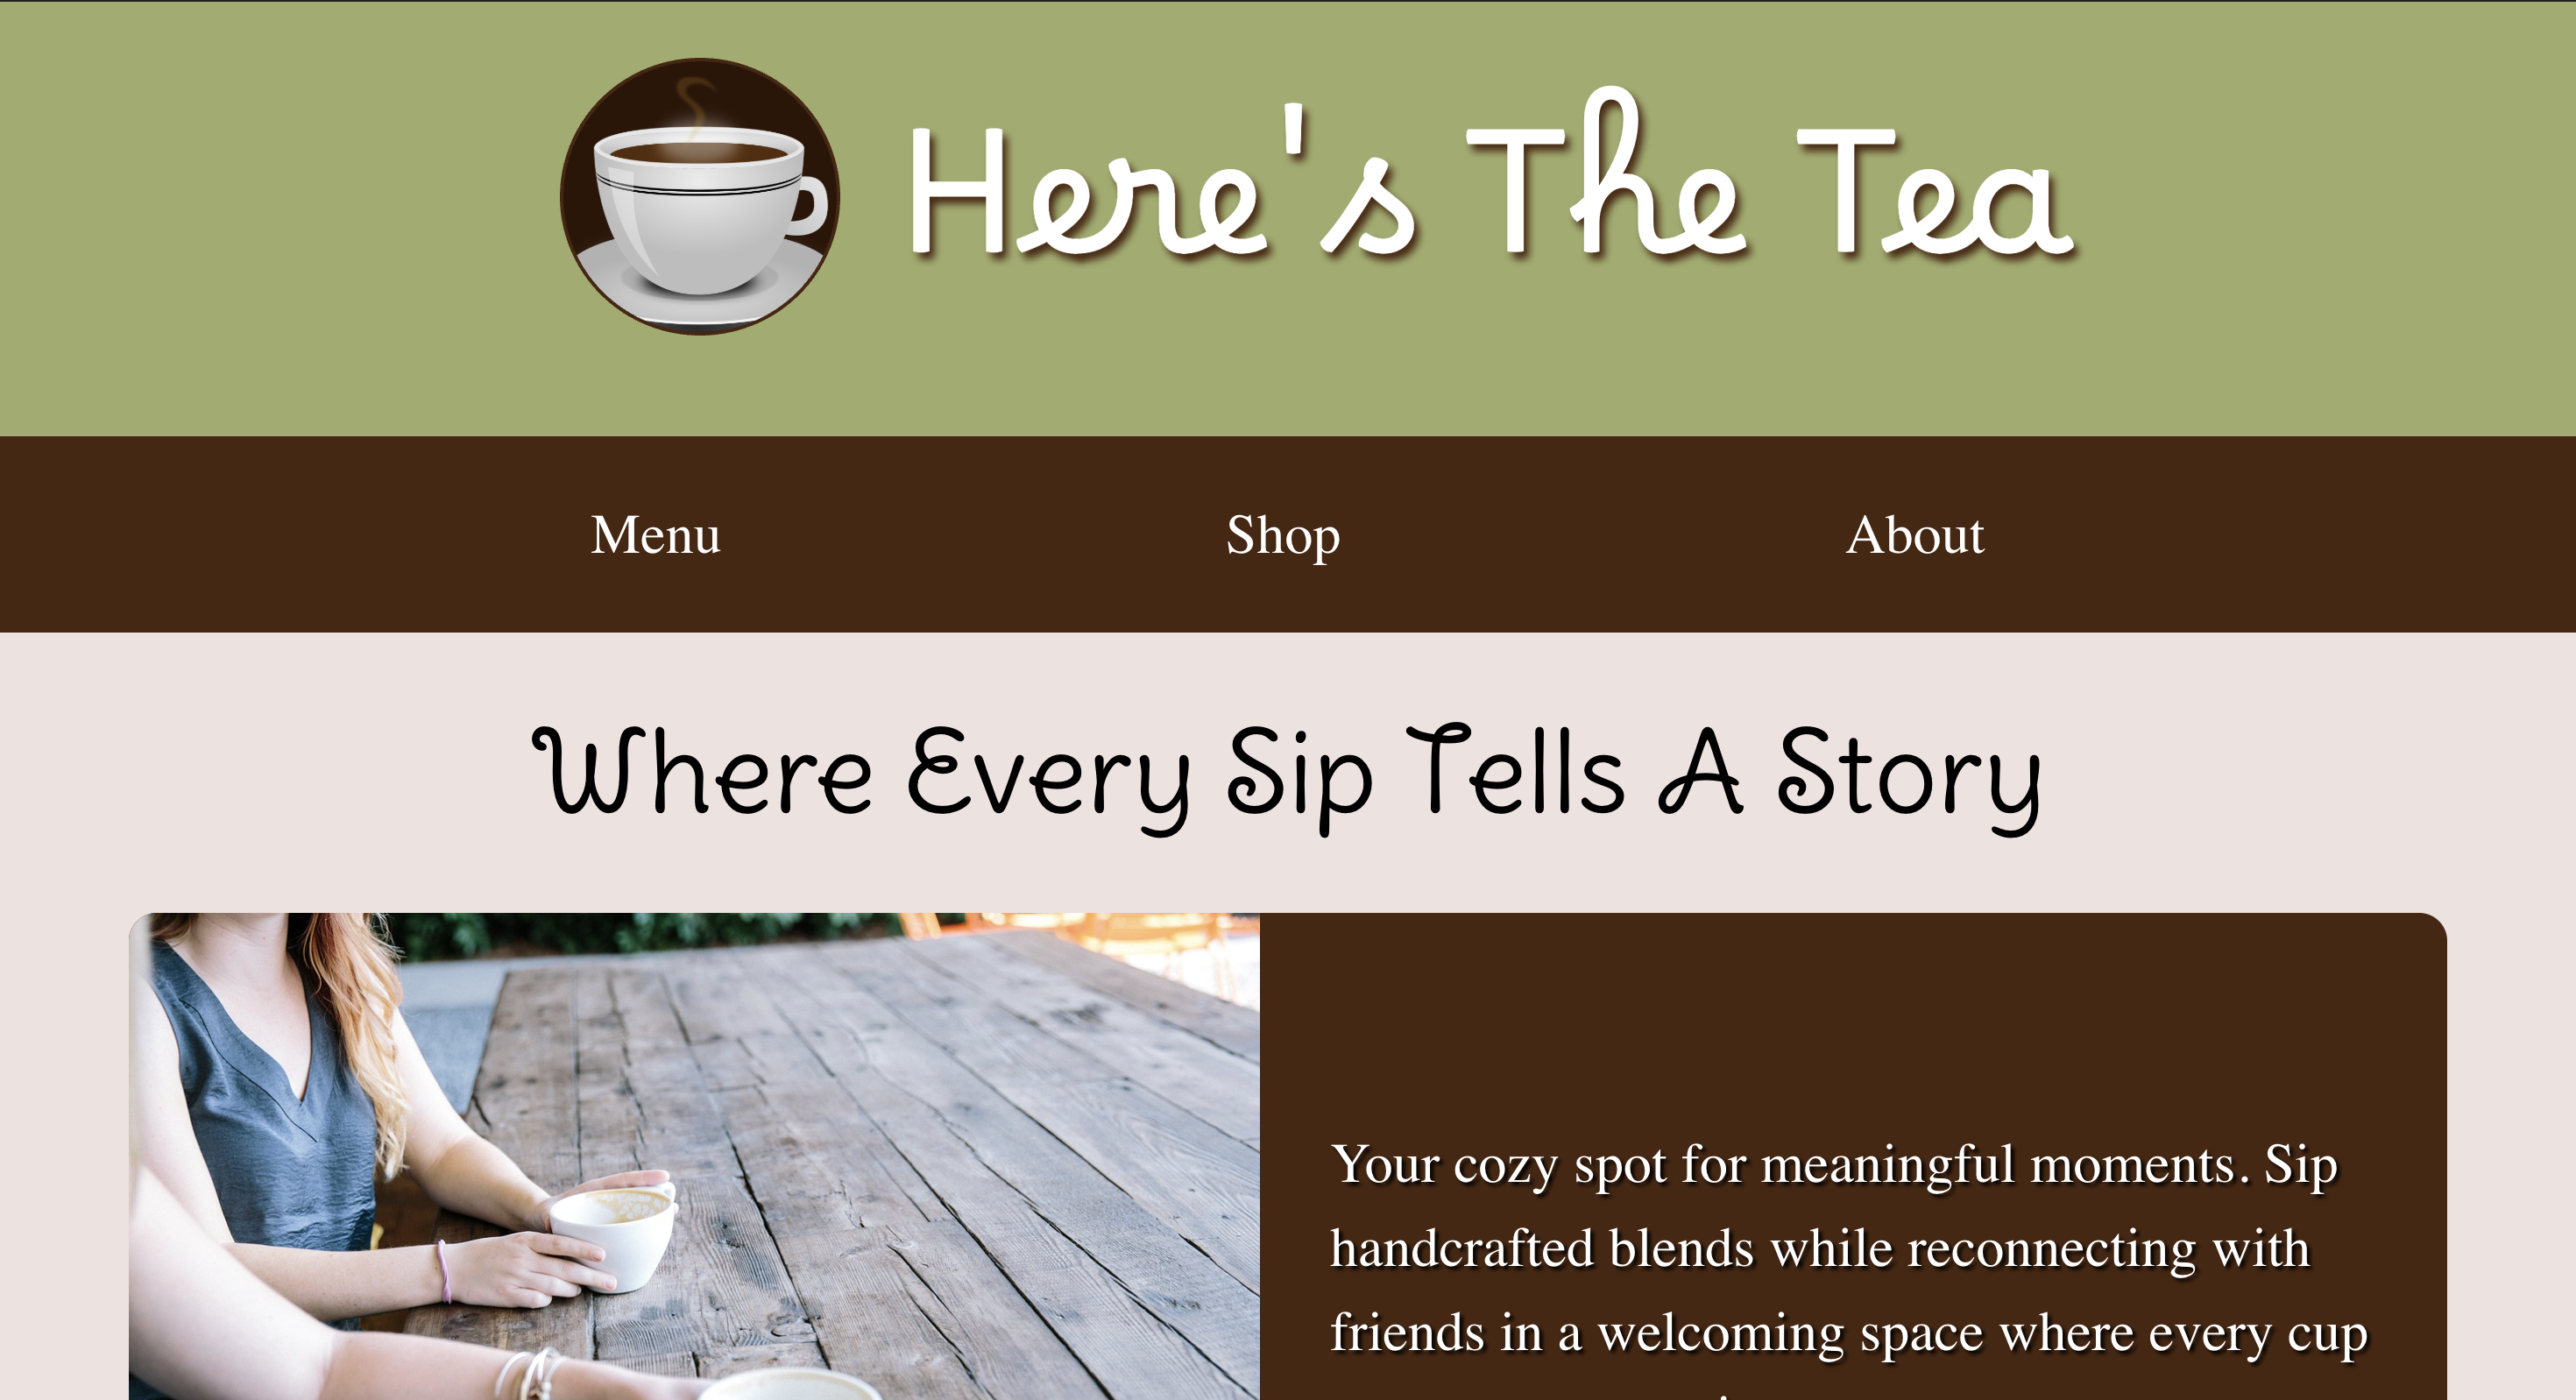 Here's The Tea
Menu
Shop
About
Where Every Sip Tells A Story
Your cozy spot for meaningful moments. Sip
handcrafted blends while reconnecting with
friends in a welcoming space where every cup